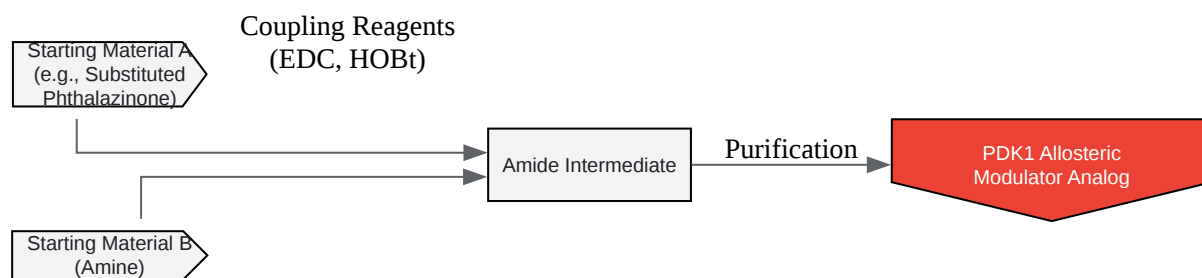 Coupling Reagents
(EDC, HOBt)
Starting Material A
(e.g., Substituted
Phthalazinone)
Amide Intermediate
Purification
PDK1 Allosteric
Modulator Analog
Starting Material B
(Amine)